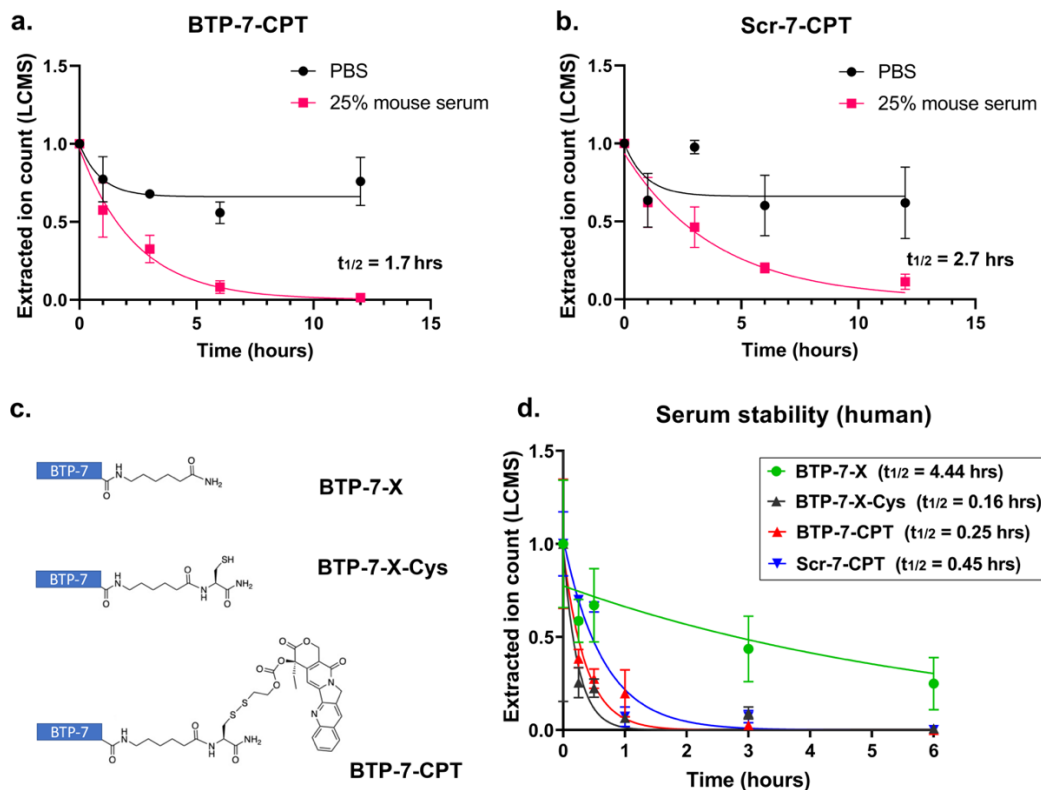 a.
BTP-7-CPT
Extracted ion count (LCMS)
1.5
1.0
0.5
0.0
0
5
10
15
Time (hours)
PBS
25% mouse serum
t1/2 = 1.7 hrs
b.
Scr-7-CPT
Extracted ion count (LCMS)
1.5
1.0
0.5
0.0
0
5
10
15
Time (hours)
PBS
25% mouse serum
t1/2 = 2.7 hrs
c.
BTP-7
H
N
O
O
NH2
BTP-7-X
BTP-7
H
N
O
O
N
H
SH
O
NH2
BTP-7-X-Cys
BTP-7
H
N
O
O
N
H
S
S
O
NH2
O
O
O
O
O
O
N
N
BTP-7-CPT
d.
Serum stability (human)
Extracted ion count (LCMS)
1.5
1.0
0.5
0.0
0
1
2
3
4
5
6
Time (hours)
BTP-7-X (t1/2 = 4.44 hrs)
BTP-7-X-Cys (t1/2 = 0.16 hrs)
BTP-7-CPT (t1/2 = 0.25 hrs)
Scr-7-CPT (t1/2 = 0.45 hrs)